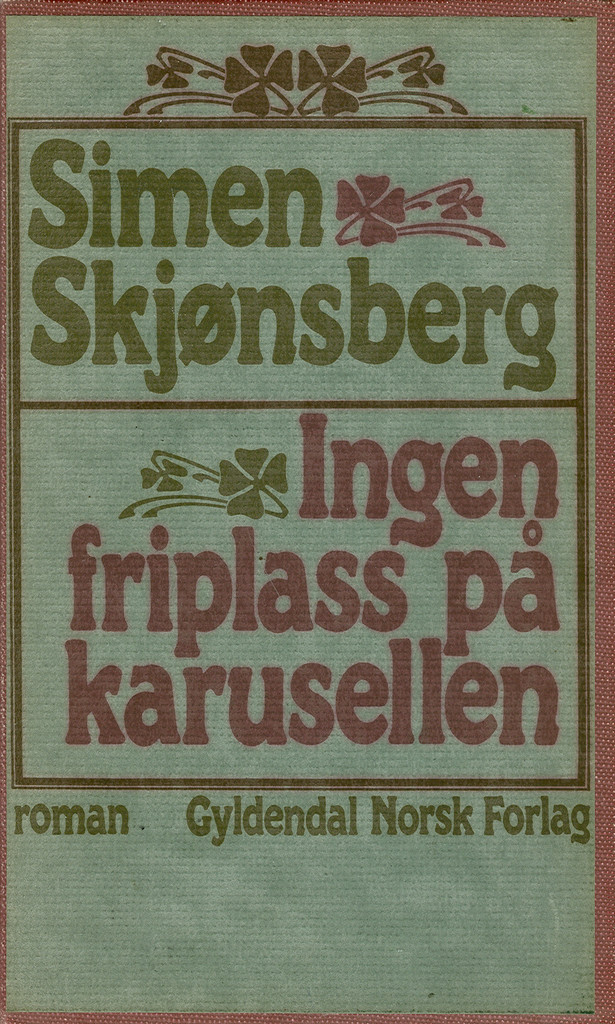 Simen
Skjønsberg
Ingen
friplass på
karusellen
roman Gyldendal Norsk Forlag